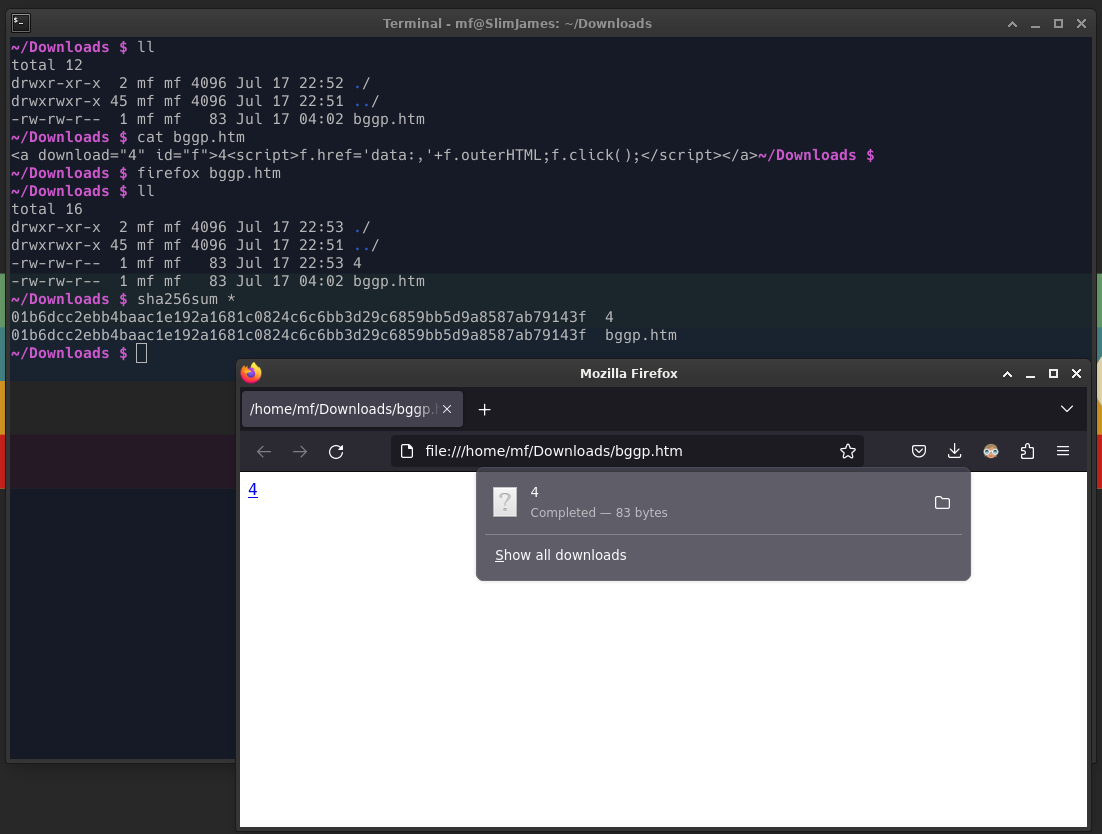 Terminal - mf@SlimJames: ~/Downloads
~/Downloads $ ll
total 12
drwxr-xr-x  2 mf mf 4096 Jul 17 22:52 ./
drwxrwxr-x 45 mf mf 4096 Jul 17 22:51 ../
-rw-rw-r--  1 mf mf   83 Jul 17 04:02 bggp.htm
~/Downloads $ cat bggp.htm
<a download="4" id="f">4<script>f.href='data:,'+f.outerHTML;f.click();</script></a>~/Downloads $
~/Downloads $ firefox bggp.htm
~/Downloads $ ll
total 16
drwxr-xr-x  2 mf mf 4096 Jul 17 22:53 ./
drwxrwxr-x 45 mf mf 4096 Jul 17 22:51 ../
-rw-rw-r--  1 mf mf   83 Jul 17 22:53 4
-rw-rw-r--  1 mf mf   83 Jul 17 04:02 bggp.htm
~/Downloads $ sha256sum *
01b6dcc2ebb4baac1e192a1681c0824c6c6bb3d29c6859bb5d9a8587ab79143f  4
01b6dcc2ebb4baac1e192a1681c0824c6c6bb3d29c6859bb5d9a8587ab79143f  bggp.htm
~/Downloads $
Mozilla Firefox
/home/mf/Downloads/bggp.
file:///home/mf/Downloads/bggp.htm
4
4
Completed — 83 bytes
Show all downloads